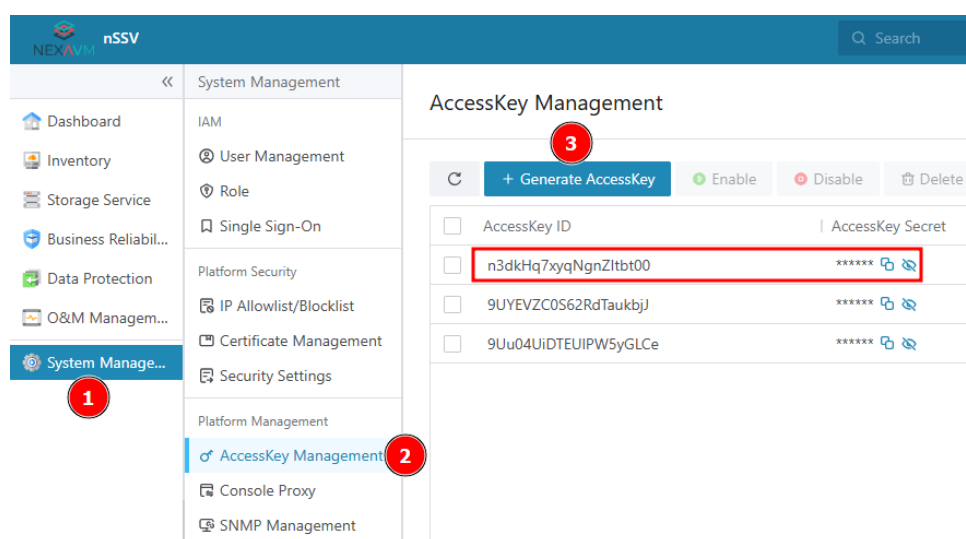 NEXAVM nSSV
Search
«
Dashboard
Inventory
Storage Service
Business Reliabil...
Data Protection
O&M Managem...
System Manage...
1
System Management
IAM
User Management
Role
Single Sign-On
Platform Security
IP Allowlist/Blocklist
Certificate Management
Security Settings
Platform Management
AccessKey Management
2
Console Proxy
SNMP Management
AccessKey Management
3
+ Generate AccessKey Enable Disable Delete
AccessKey ID AccessKey Secret
n3dkHq7xyqNgnZItbt00 ******
9UYEVZC0S62RdTaukbjJ ******
9Uu04UiDTEUIPW5yGLCe ******